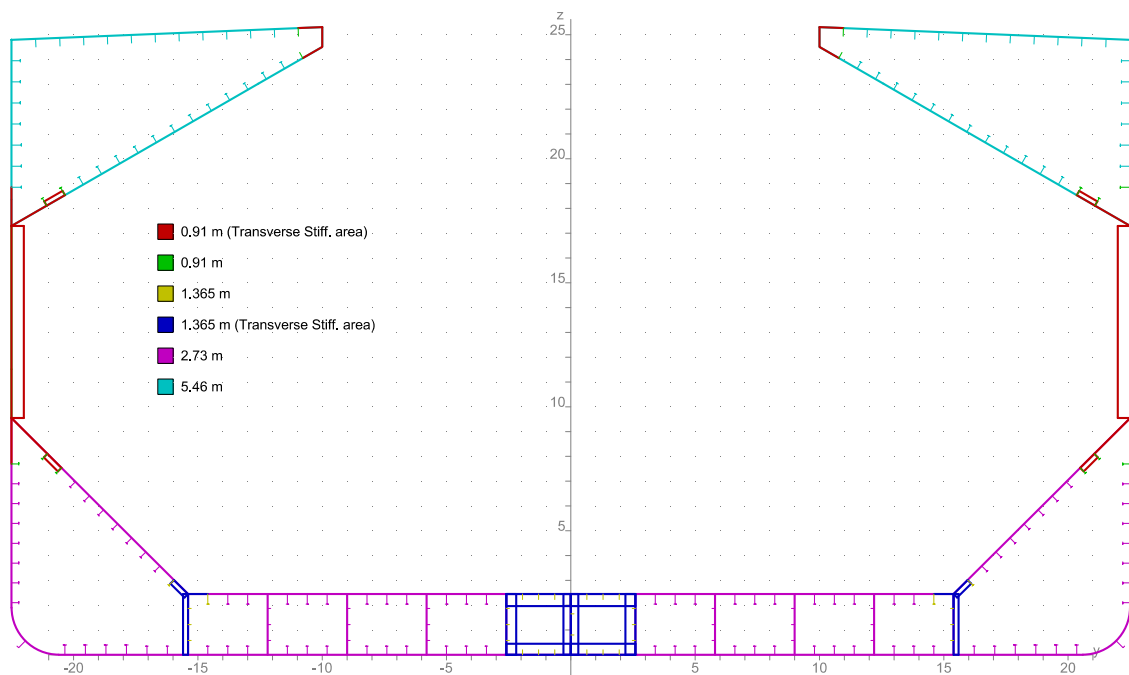 z
25
20
0.91 m (Transverse Stiff. area)
0.91 m
15
1.365 m
1.365 m (Transverse Stiff. area)
2.73 m
5.46 m
10
5
-20 -15 -10 -5 0 5 10 15 20 y